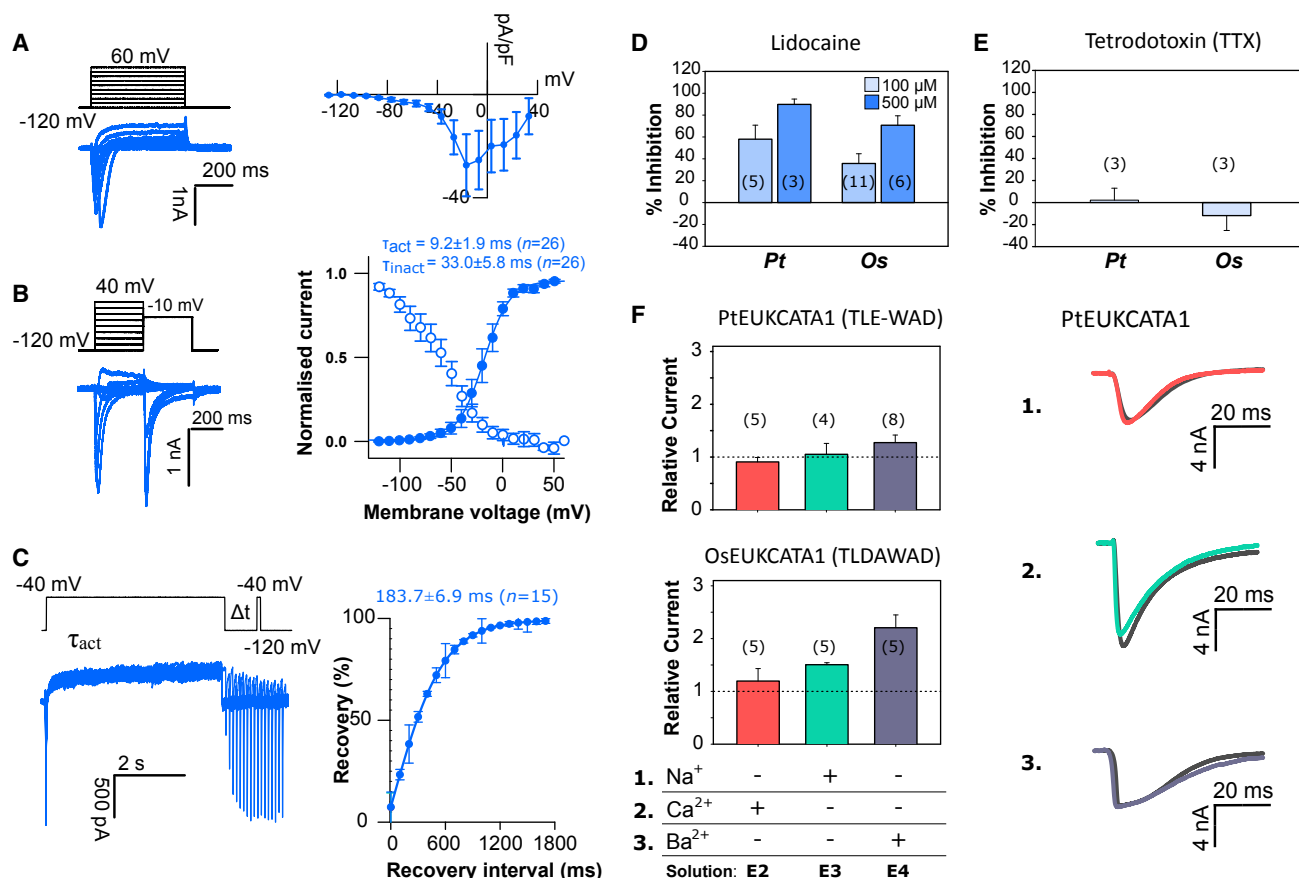 A
60 mV
-120 mV
200 ms
1nA
pA/pF
mV
-120
-80
-40
0
40
-40
B
40 mV
-10 mV
-120 mV
200 ms
1 nA
τact = 9.2±1.9 ms (n=26)
τinact = 33.0±5.8 ms (n=26)
Normalised current
1.0
0.5
0.0
-100
-50
0
50
Membrane voltage (mV)
C
-40 mV
-40 mV
Δt
-120 mV
τact
2 s
500 pA
183.7±6.9 ms (n=15)
Recovery (%)
100
50
0
0
600
1200
1800
Recovery interval (ms)
D
Lidocaine
% Inhibition
120
100
80
60
40
20
0
-20
-40
100 µM
500 µM
(5)
(3)
(11)
(6)
Pt
Os
E
Tetrodotoxin (TTX)
% Inhibition
120
100
80
60
40
20
0
-20
-40
(3)
(3)
Pt
Os
F
PtEUKCATA1 (TLE-WAD)
Relative Current
3
2
1
0
(5)
(4)
(8)
OsEUKCATA1 (TLDAWAD)
Relative Current
3
2
1
0
(5)
(5)
(5)
1. Na+ - + -
2. Ca2+ + - -
3. Ba2+ - - +
Solution: E2 E3 E4
PtEUKCATA1
1.
20 ms
4 nA
2.
20 ms
4 nA
3.
20 ms
4 nA